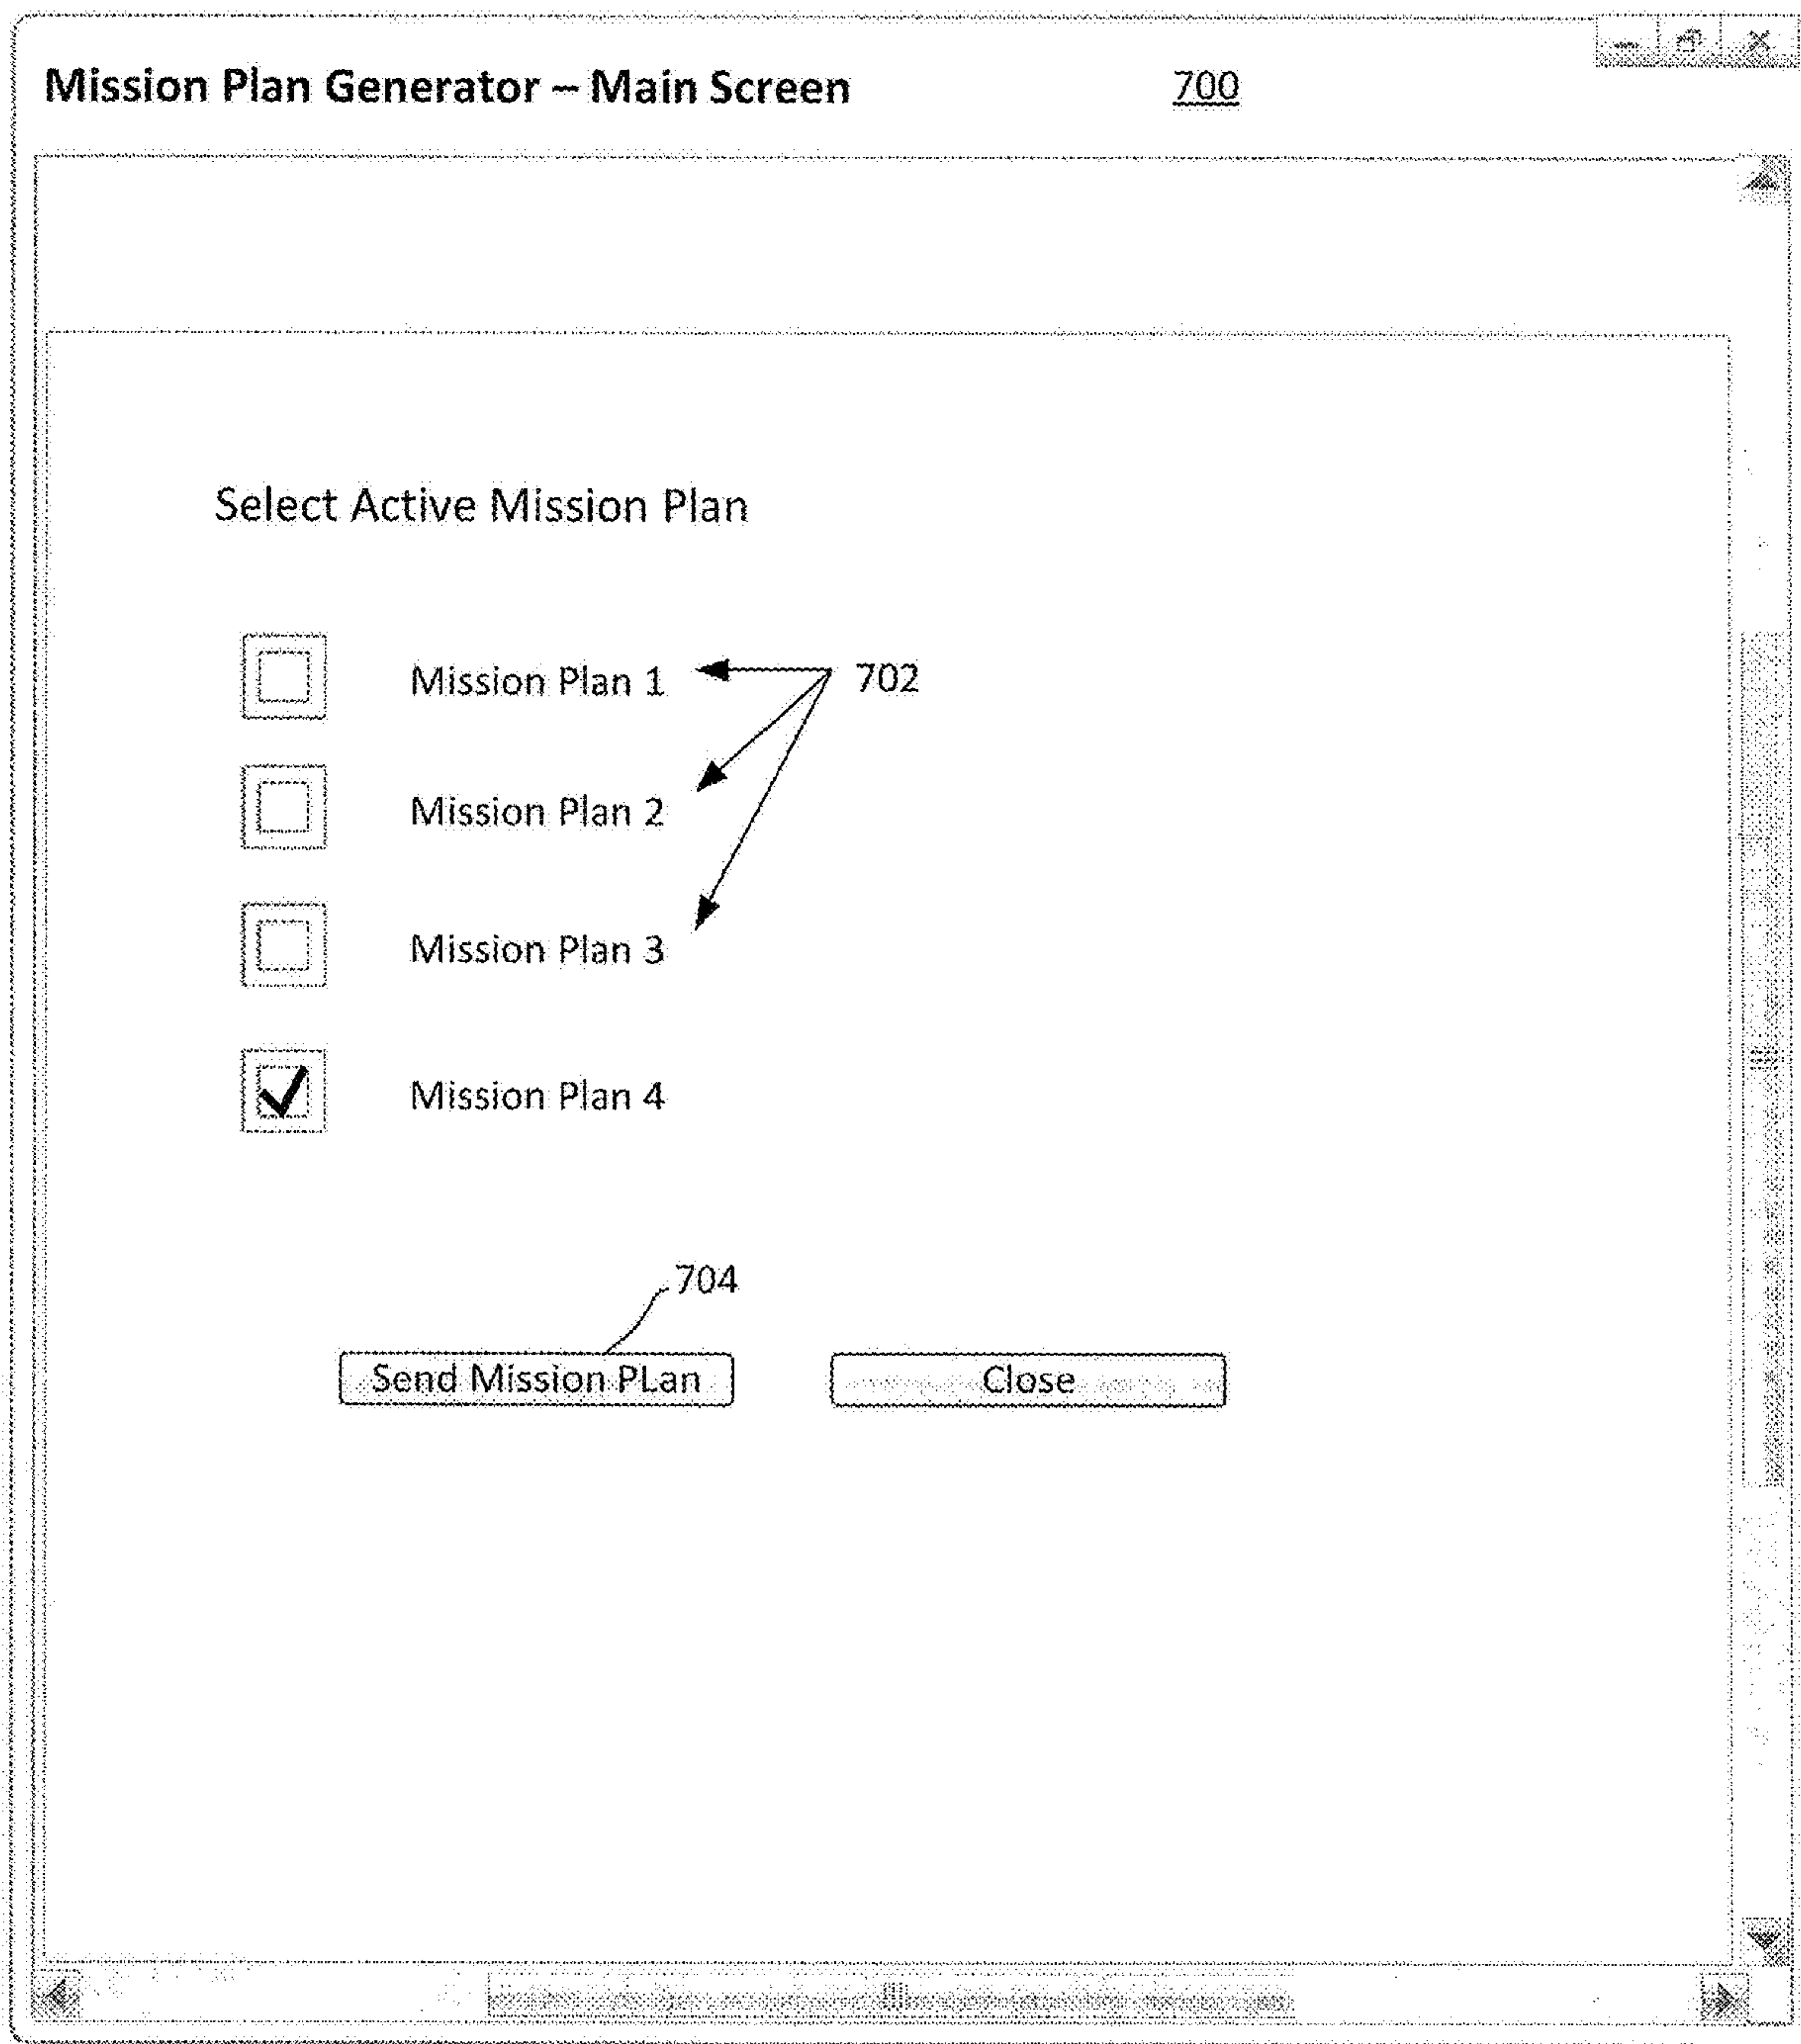 Mission Plan Generator – Main Screen 700
Select Active Mission Plan
Mission Plan 1 702
Mission Plan 2
Mission Plan 3
Mission Plan 4
704
Send Mission PLan Close